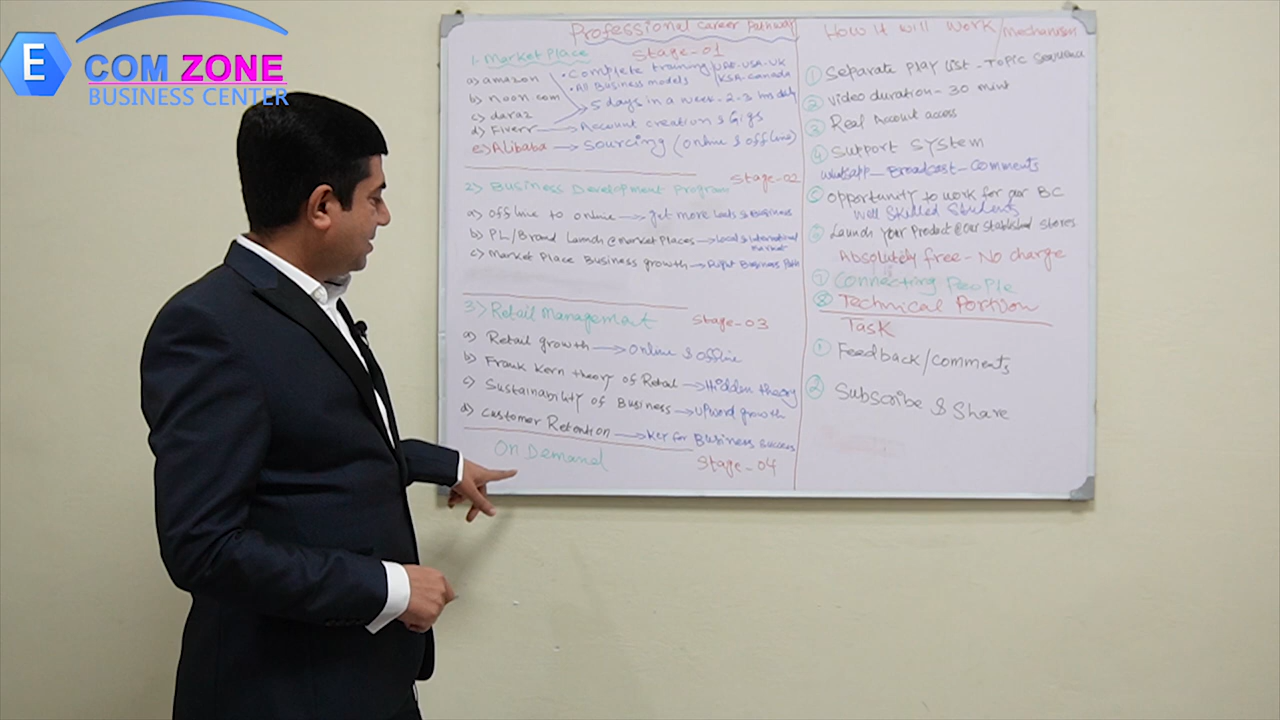 E
COM ZONE
BUSINESS CENTER
Professional Career Pathway
1. Market Place Stage-01
a) amazon • Complete training/UAE-USA-UK
• All Business models KSA-Canada
b) noon.com
5 days in a week - 2-3 hrs daily
c) daraz
d) Fiverr → Account creation & Gigs
e) Alibaba → Sourcing (online & offline)
2) Business Development Program Stage-02
a) offline to online → get more Leads & Business
b) PL/Brand Launch @ market Places → Local & International market
c) Market Place Business growth → Business
3) Retail Management Stage-03
a) Retail growth → Online & offline
b) Frank Kern theory of Retail → Hidden theory
c) Sustainability of Business → Upword growth
d) Customer Retention → Key for Business Success
On Demand Stage-04
How it will work/mechanism
1 Separate Play list - Topic Sequence
2 Video duration - 30 mint
3 Real Account access
4 Support System
Whatsapp - Broadcast - Comments
5 Opportunity to work for our BC
Well Skilled Students
6 Launch your Product @ our Stablished stores
Absolutely free - No charge
7 Connecting People
8 Technical Portion
Task
1 Feedback/comments
2 Subscribe & Share